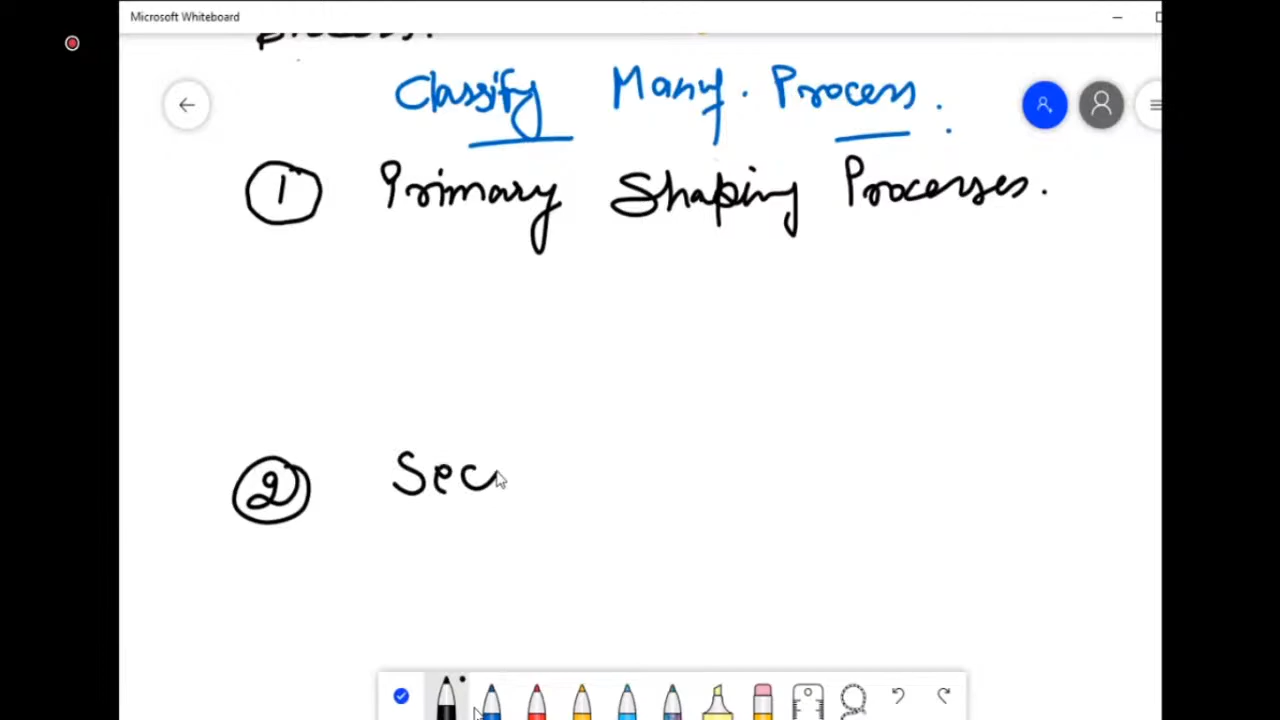 Microsoft Whiteboard
Classify Manf. Process.
1 Primary Shaping Processes.
2 Sec